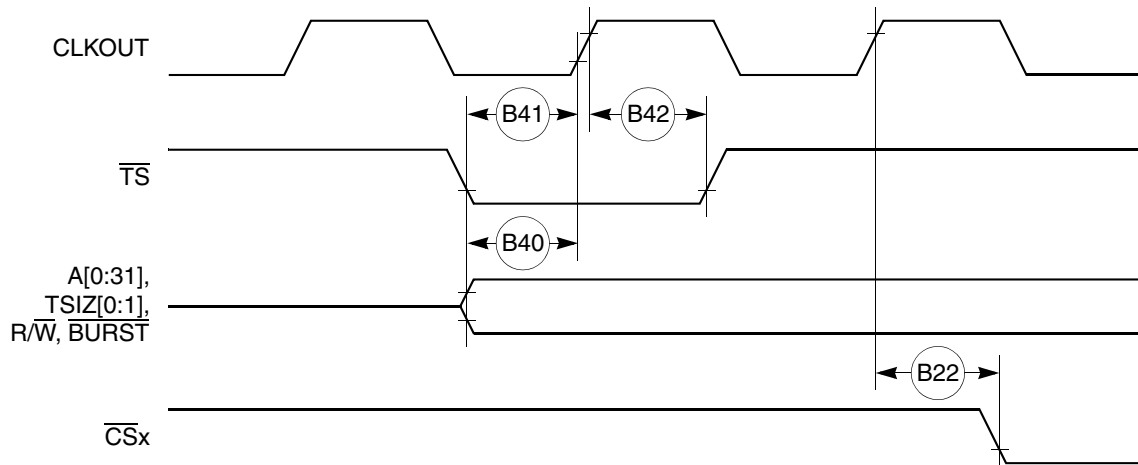 CLKOUT
B41
B42
TS
B40
A[0:31],
TSIZ[0:1],
R/W, BURST
B22
CSx